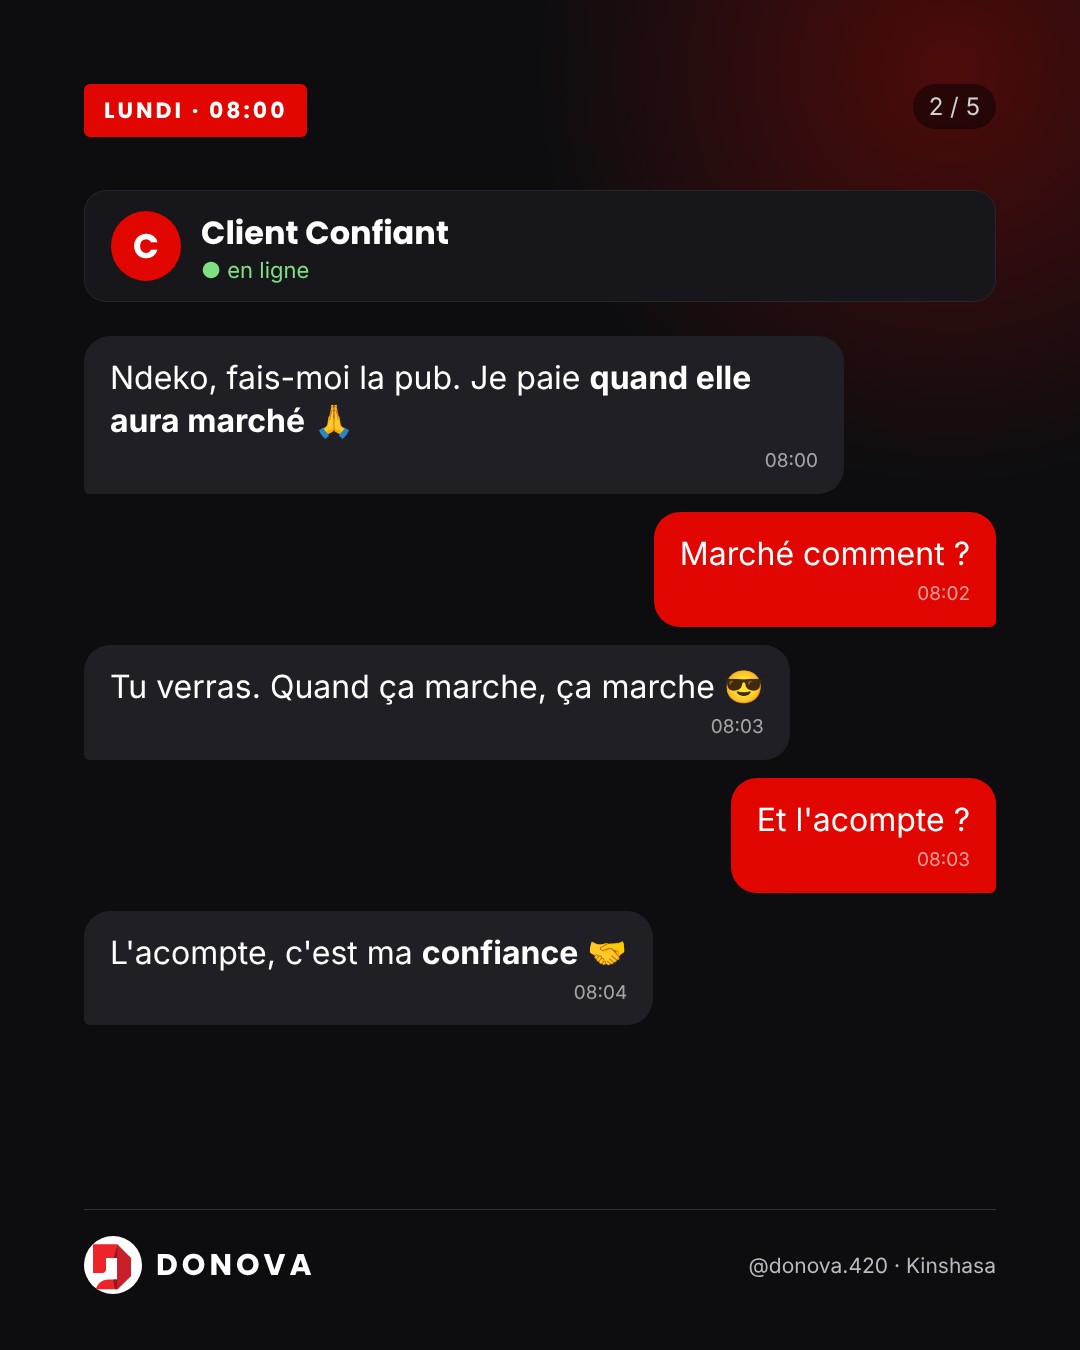 LUNDI · 08:00
2 / 5
C
Client Confiant
en ligne
Ndeko, fais-moi la pub. Je paie quand elle
aura marché 🙏
08:00
Marché comment ?
08:02
Tu verras. Quand ça marche, ça marche 😎
08:03
Et l'acompte ?
08:03
L'acompte, c'est ma confiance 🤝
08:04
DONOVA
@donova.420 · Kinshasa